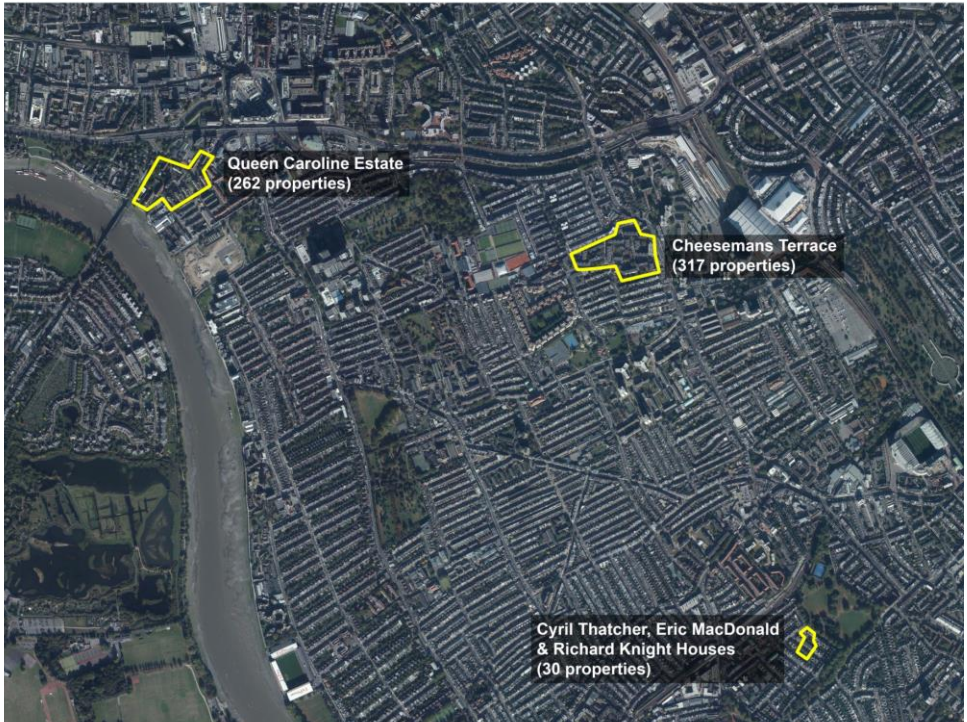 Queen Caroline Estate
(262 properties)
Cheesemans Terrace
(317 properties)
Cyril Thatcher, Eric MacDonald
& Richard Knight Houses
(30 properties)